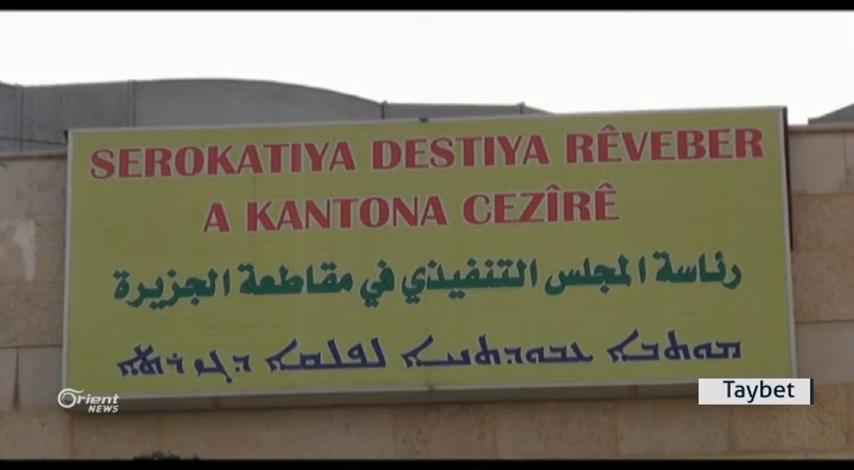 SEROKATIYA DESTIYA RÊVEBER
A KANTONA CEZÎRÊ
رئاسة المجلس التنفيذي في مقاطعة الجزيرة
Orient
NEWS
Taybet